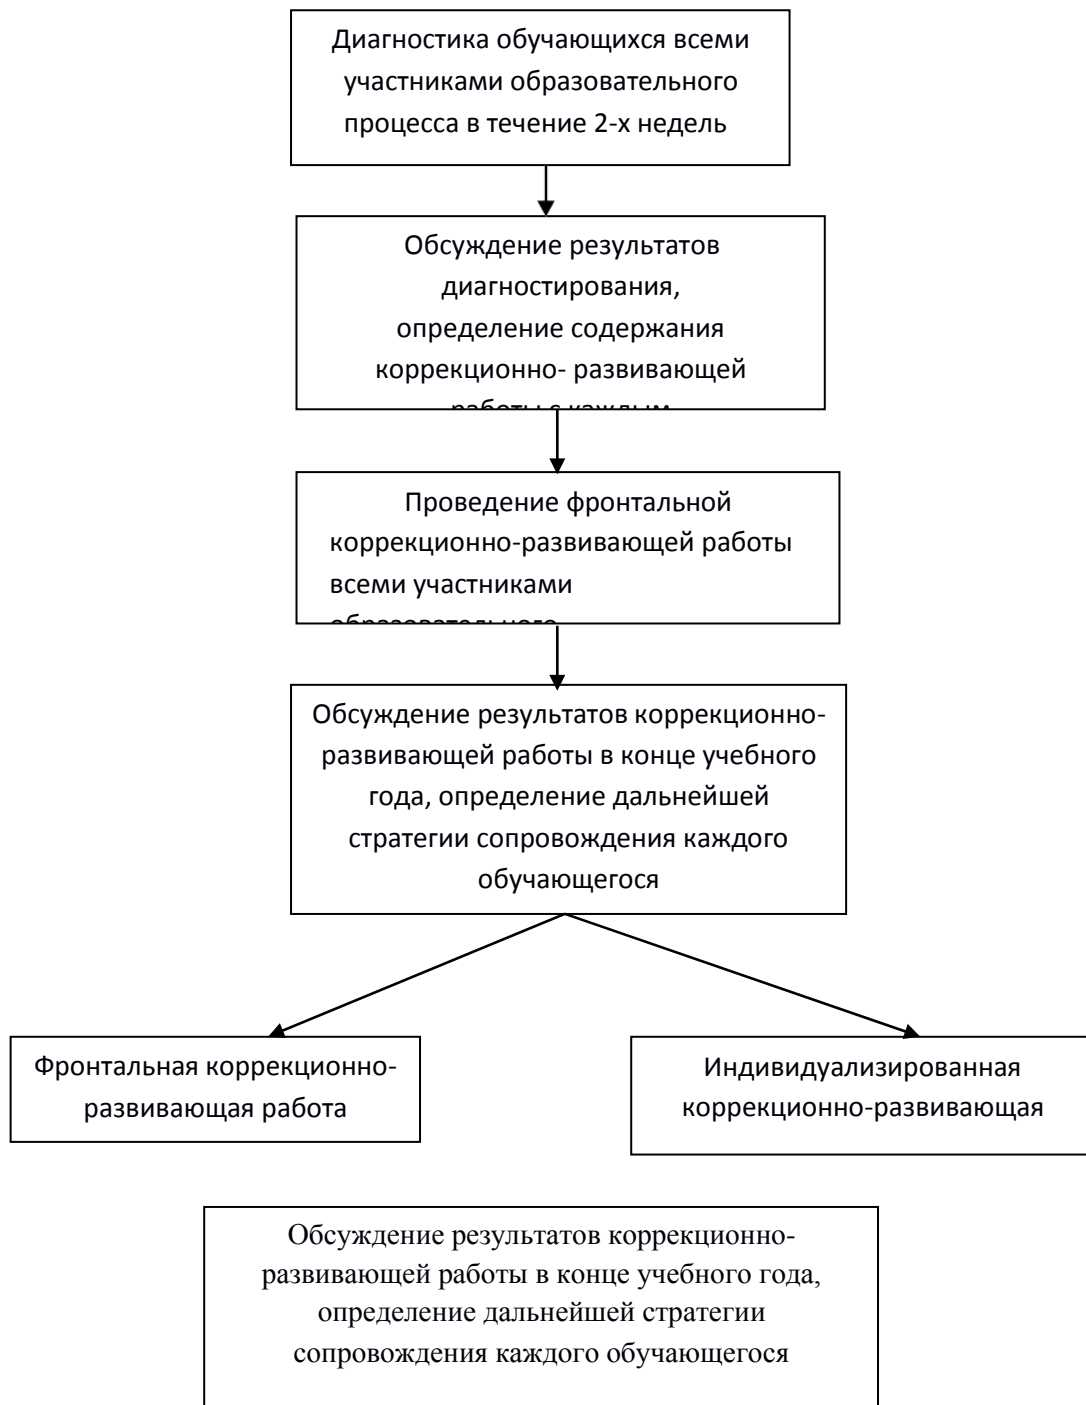 Диагностика обучающихся всеми
участниками образовательного
процесса в течение 2-х недель
Обсуждение результатов
диагностирования,
определение содержания
коррекционно- развивающей
работы с каждым
Проведение фронтальной
коррекционно-развивающей работы
всеми участниками
образовательного
Обсуждение результатов коррекционно-
развивающей работы в конце учебного
года, определение дальнейшей
стратегии сопровождения каждого
обучающегося
Фронтальная коррекционно-
развивающая работа
Индивидуализированная
коррекционно-развивающая
Обсуждение результатов коррекционно-
развивающей работы в конце учебного года,
определение дальнейшей стратегии
сопровождения каждого обучающегося